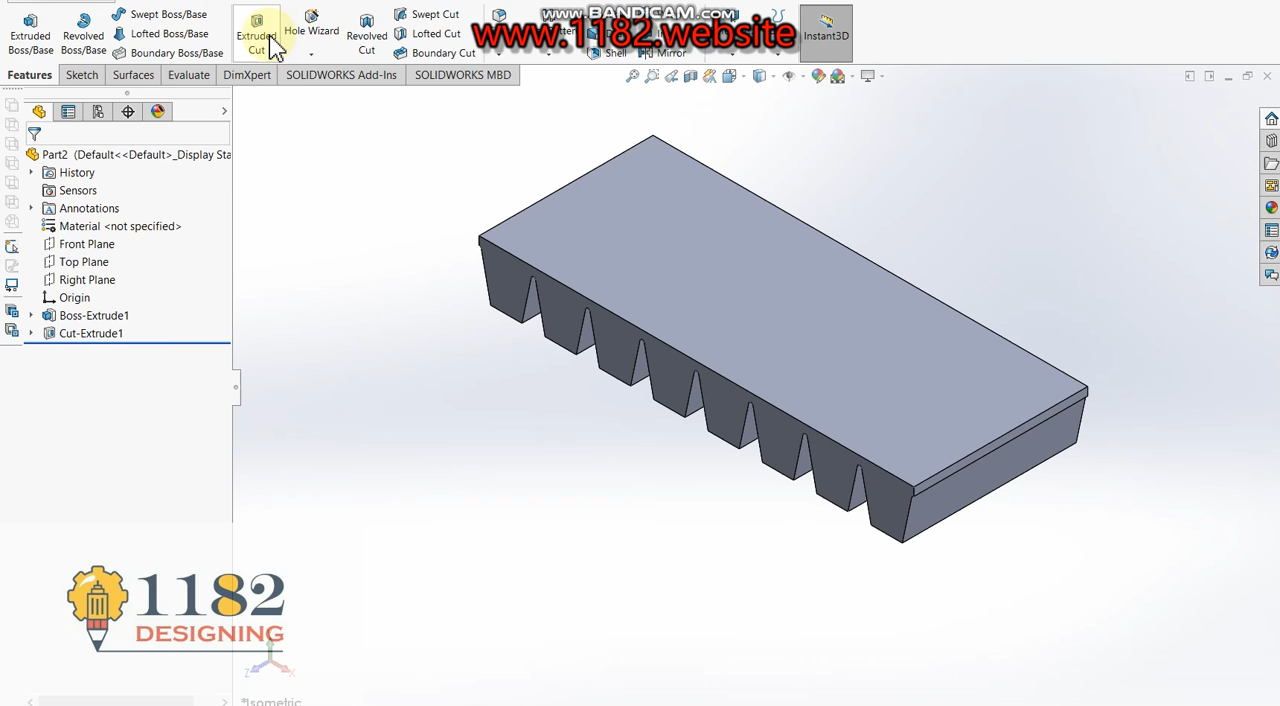 WWW.BANDICAM.COM
www.1182.website
Extruded Boss/Base
Revolved Boss/Base
Swept Boss/Base
Lofted Boss/Base
Boundary Boss/Base
Extruded Cut
Hole Wizard
Revolved Cut
Swept Cut
Lofted Cut
Boundary Cut
Shell
Mirror
Instant3D
Features
Sketch
Surfaces
Evaluate
DimXpert
SOLIDWORKS Add-Ins
SOLIDWORKS MBD
Part2 (Default<<Default>_Display Sta
History
Sensors
Annotations
Material <not specified>
Front Plane
Top Plane
Right Plane
Origin
Boss-Extrude1
Cut-Extrude1
1182
DESIGNING
Z
X
*Isometric